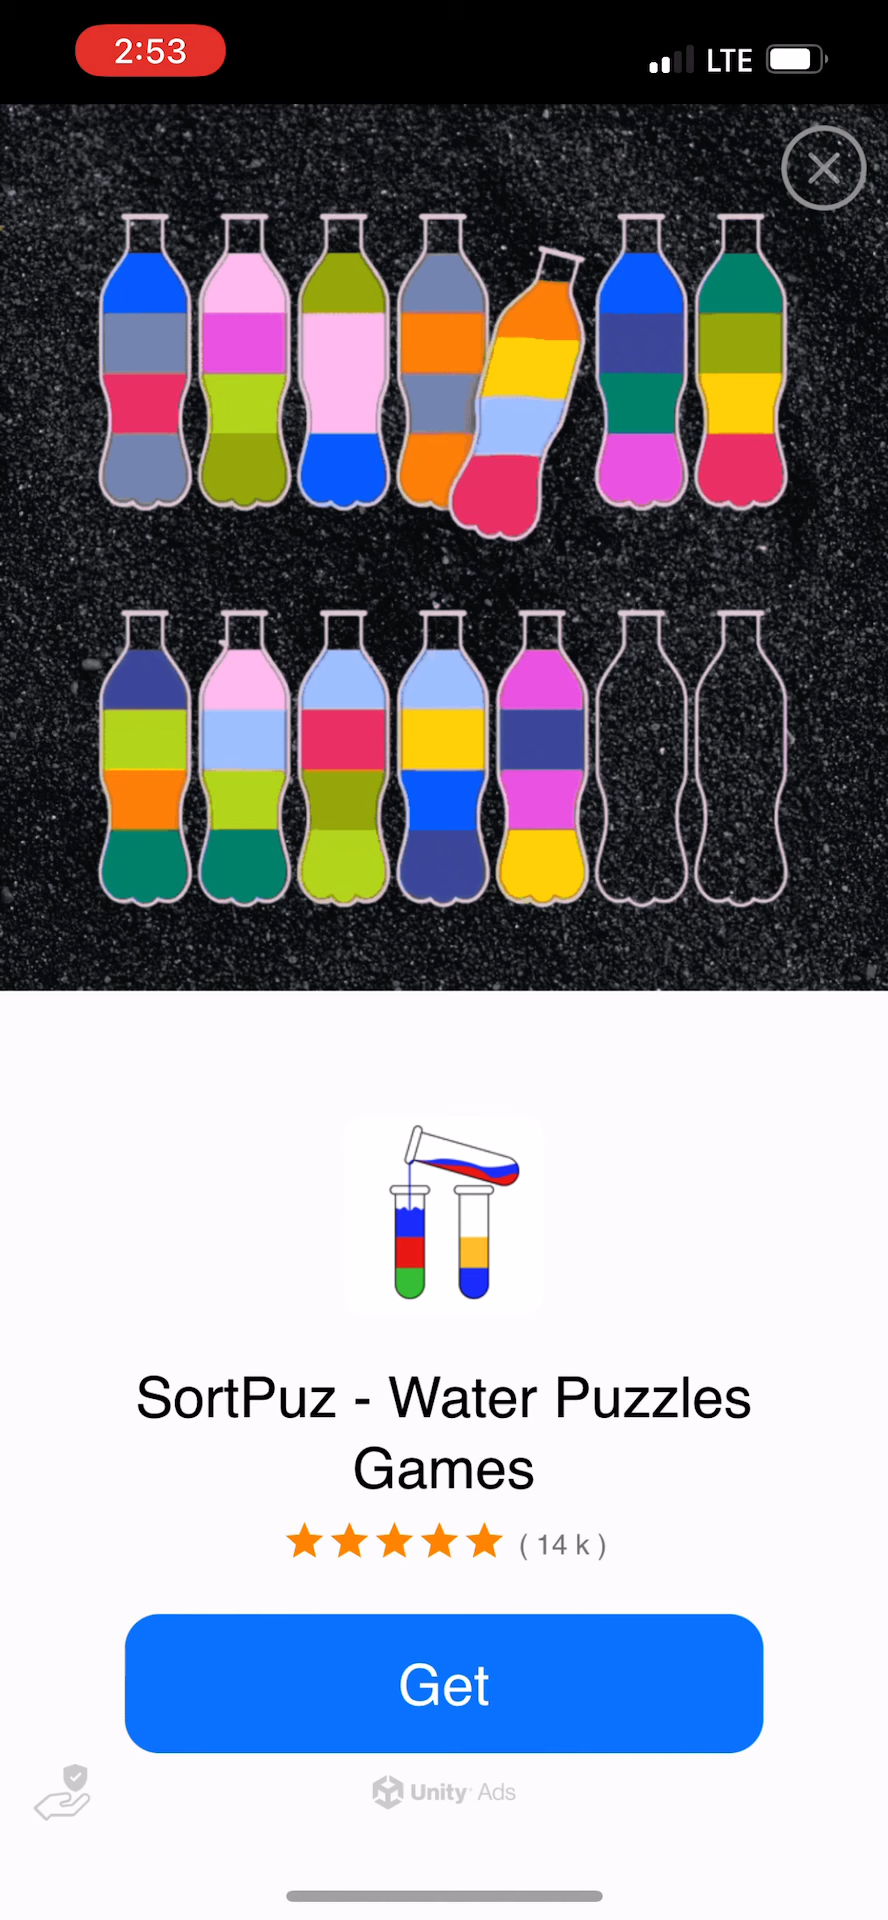 2:53
LTE
SortPuz - Water Puzzles
Games
( 14 k )
Get
Unity Ads